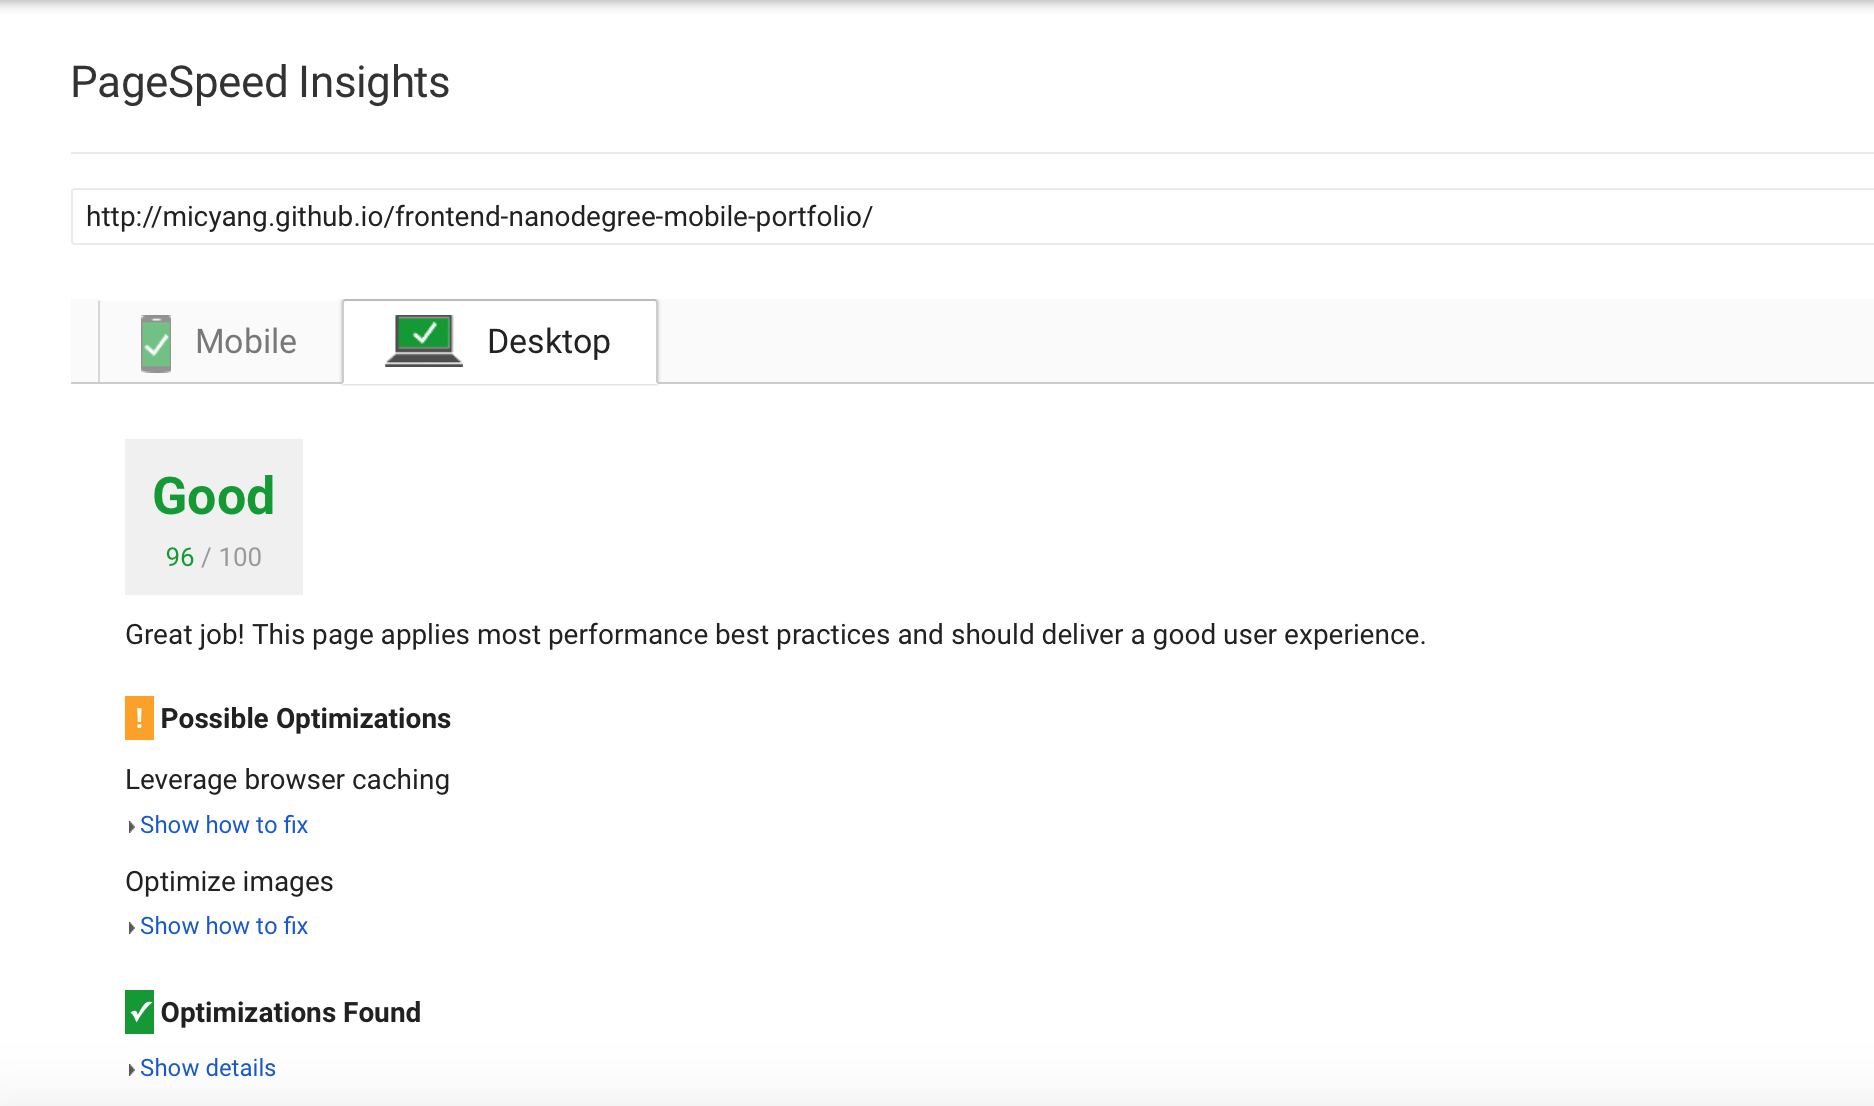 PageSpeed Insights
http://micyang.github.io/frontend-nanodegree-mobile-portfolio/
Mobile
Desktop
Good
96 / 100
Great job! This page applies most performance best practices and should deliver a good user experience.
! Possible Optimizations
Leverage browser caching
Show how to fix
Optimize images
Show how to fix
Optimizations Found
Show details